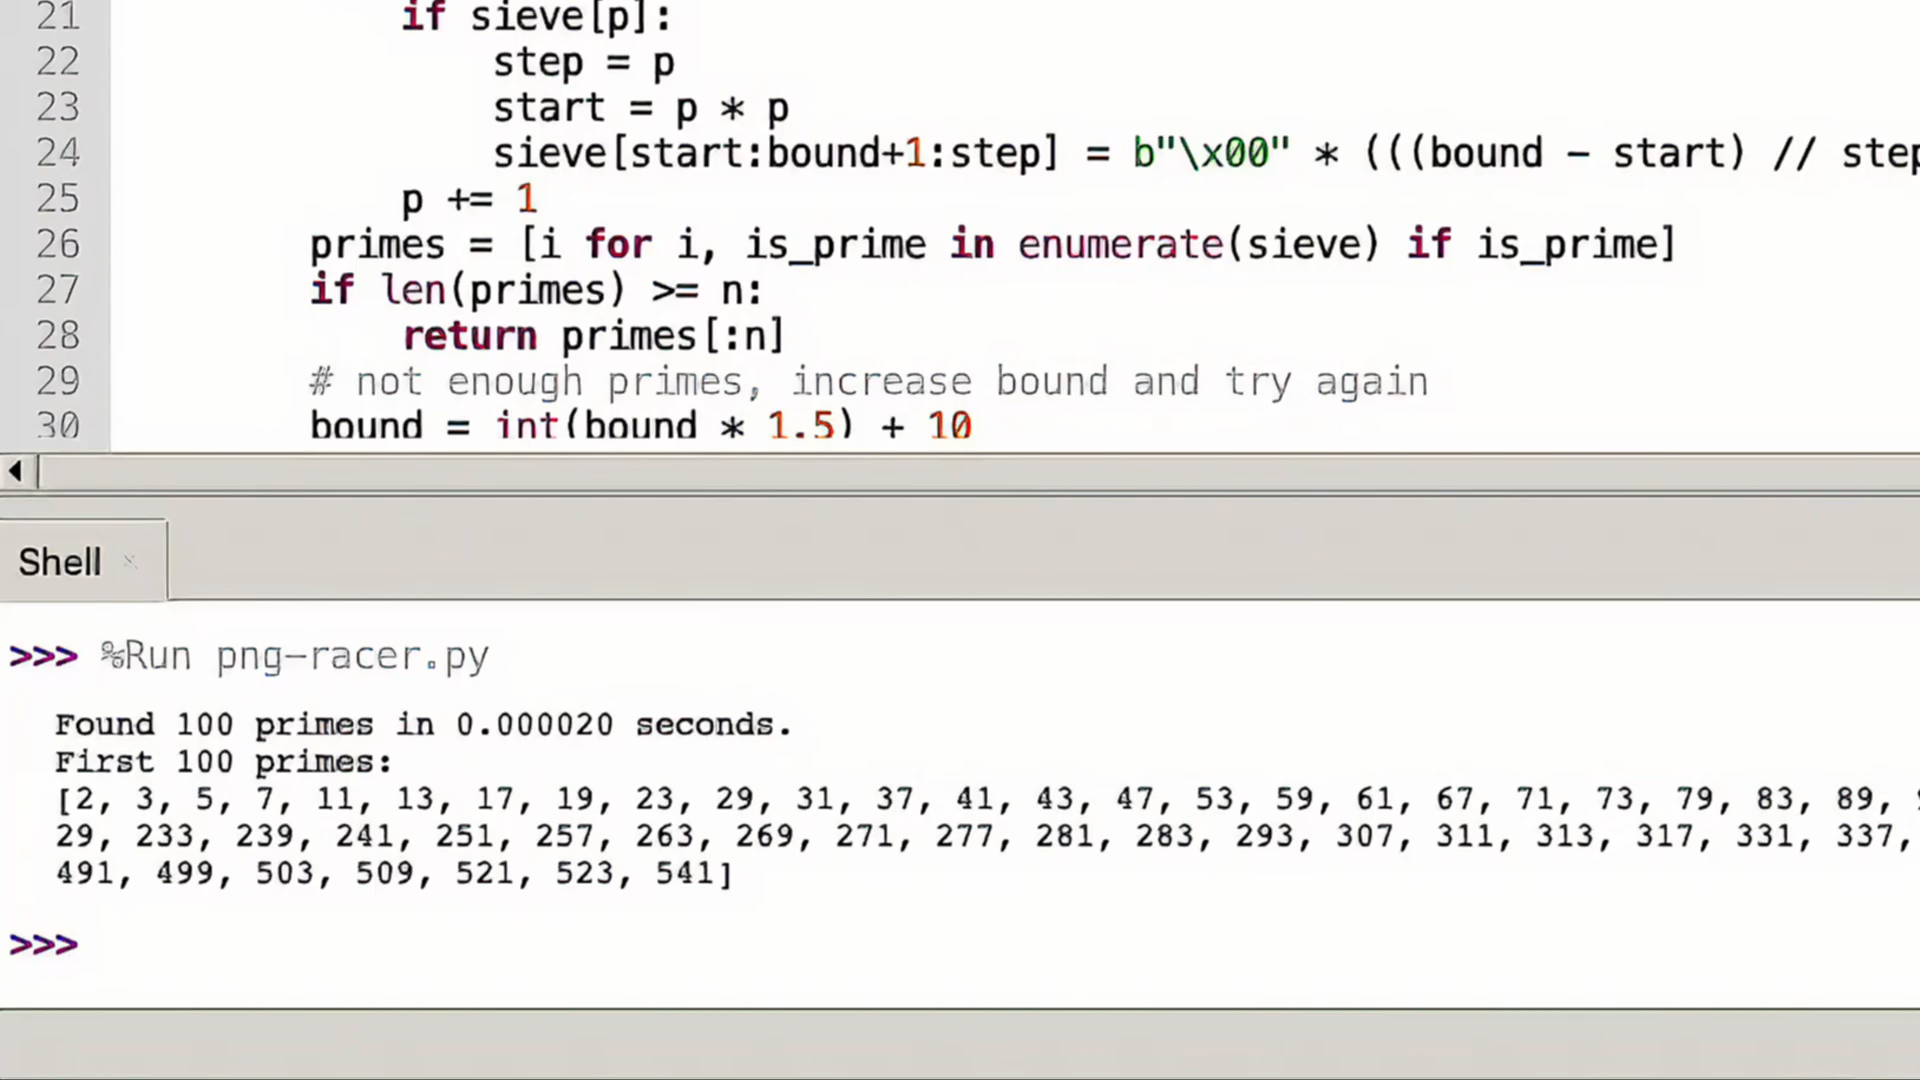 21 if sieve[p]:
22 step = p
23 start = p * p
24 sieve[start:bound+1:step] = b"\x00" * (((bound - start) // step
25 p += 1
26 primes = [i for i, is_prime in enumerate(sieve) if is_prime]
27 if len(primes) >= n:
28 return primes[:n]
29 # not enough primes, increase bound and try again
30 bound = int(bound * 1.5) + 10
Shell
>>> %Run png-racer.py
Found 100 primes in 0.000020 seconds.
First 100 primes:
[2, 3, 5, 7, 11, 13, 17, 19, 23, 29, 31, 37, 41, 43, 47, 53, 59, 61, 67, 71, 73, 79, 83, 89,
29, 233, 239, 241, 251, 257, 263, 269, 271, 277, 281, 283, 293, 307, 311, 313, 317, 331, 337,
491, 499, 503, 509, 521, 523, 541]
>>>